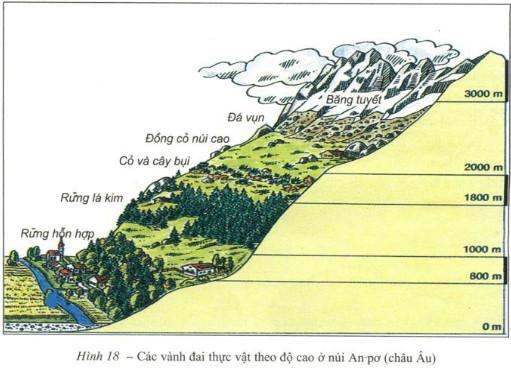 Băng tuyết
3000 m
Đá vụn
Đồng cỏ núi cao
Cỏ và cây bụi
2000 m
Rừng lá kim
1800 m
Rừng hỗn hợp
1000 m
800 m
0 m
Hình 18 – Các vành đai thực vật theo độ cao ở núi An-pơ (châu Âu)